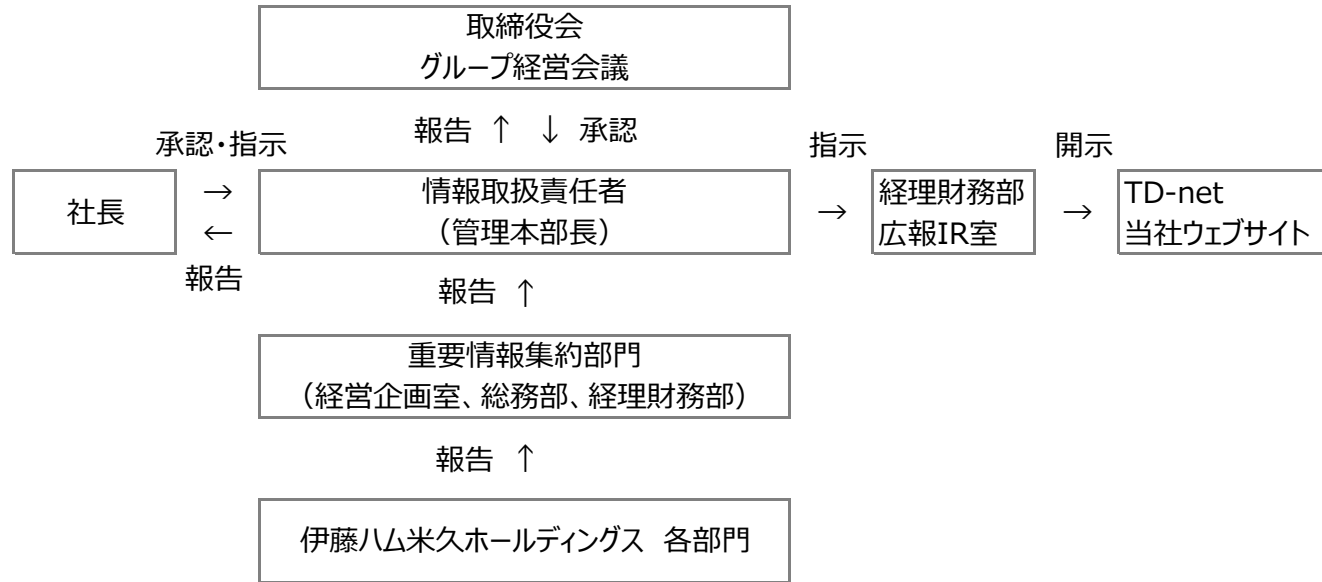 取締役会
グループ経営会議
報告 ↑ ↓ 承認
承認・指示
指示
開示
社長
→
←
情報取扱責任者
（管理本部長）
→
経理財務部
広報IR室
→
TD-net
当社ウェブサイト
報告
報告 ↑
重要情報集約部門
（経営企画室、総務部、経理財務部）
報告 ↑
伊藤ハム米久ホールディングス 各部門